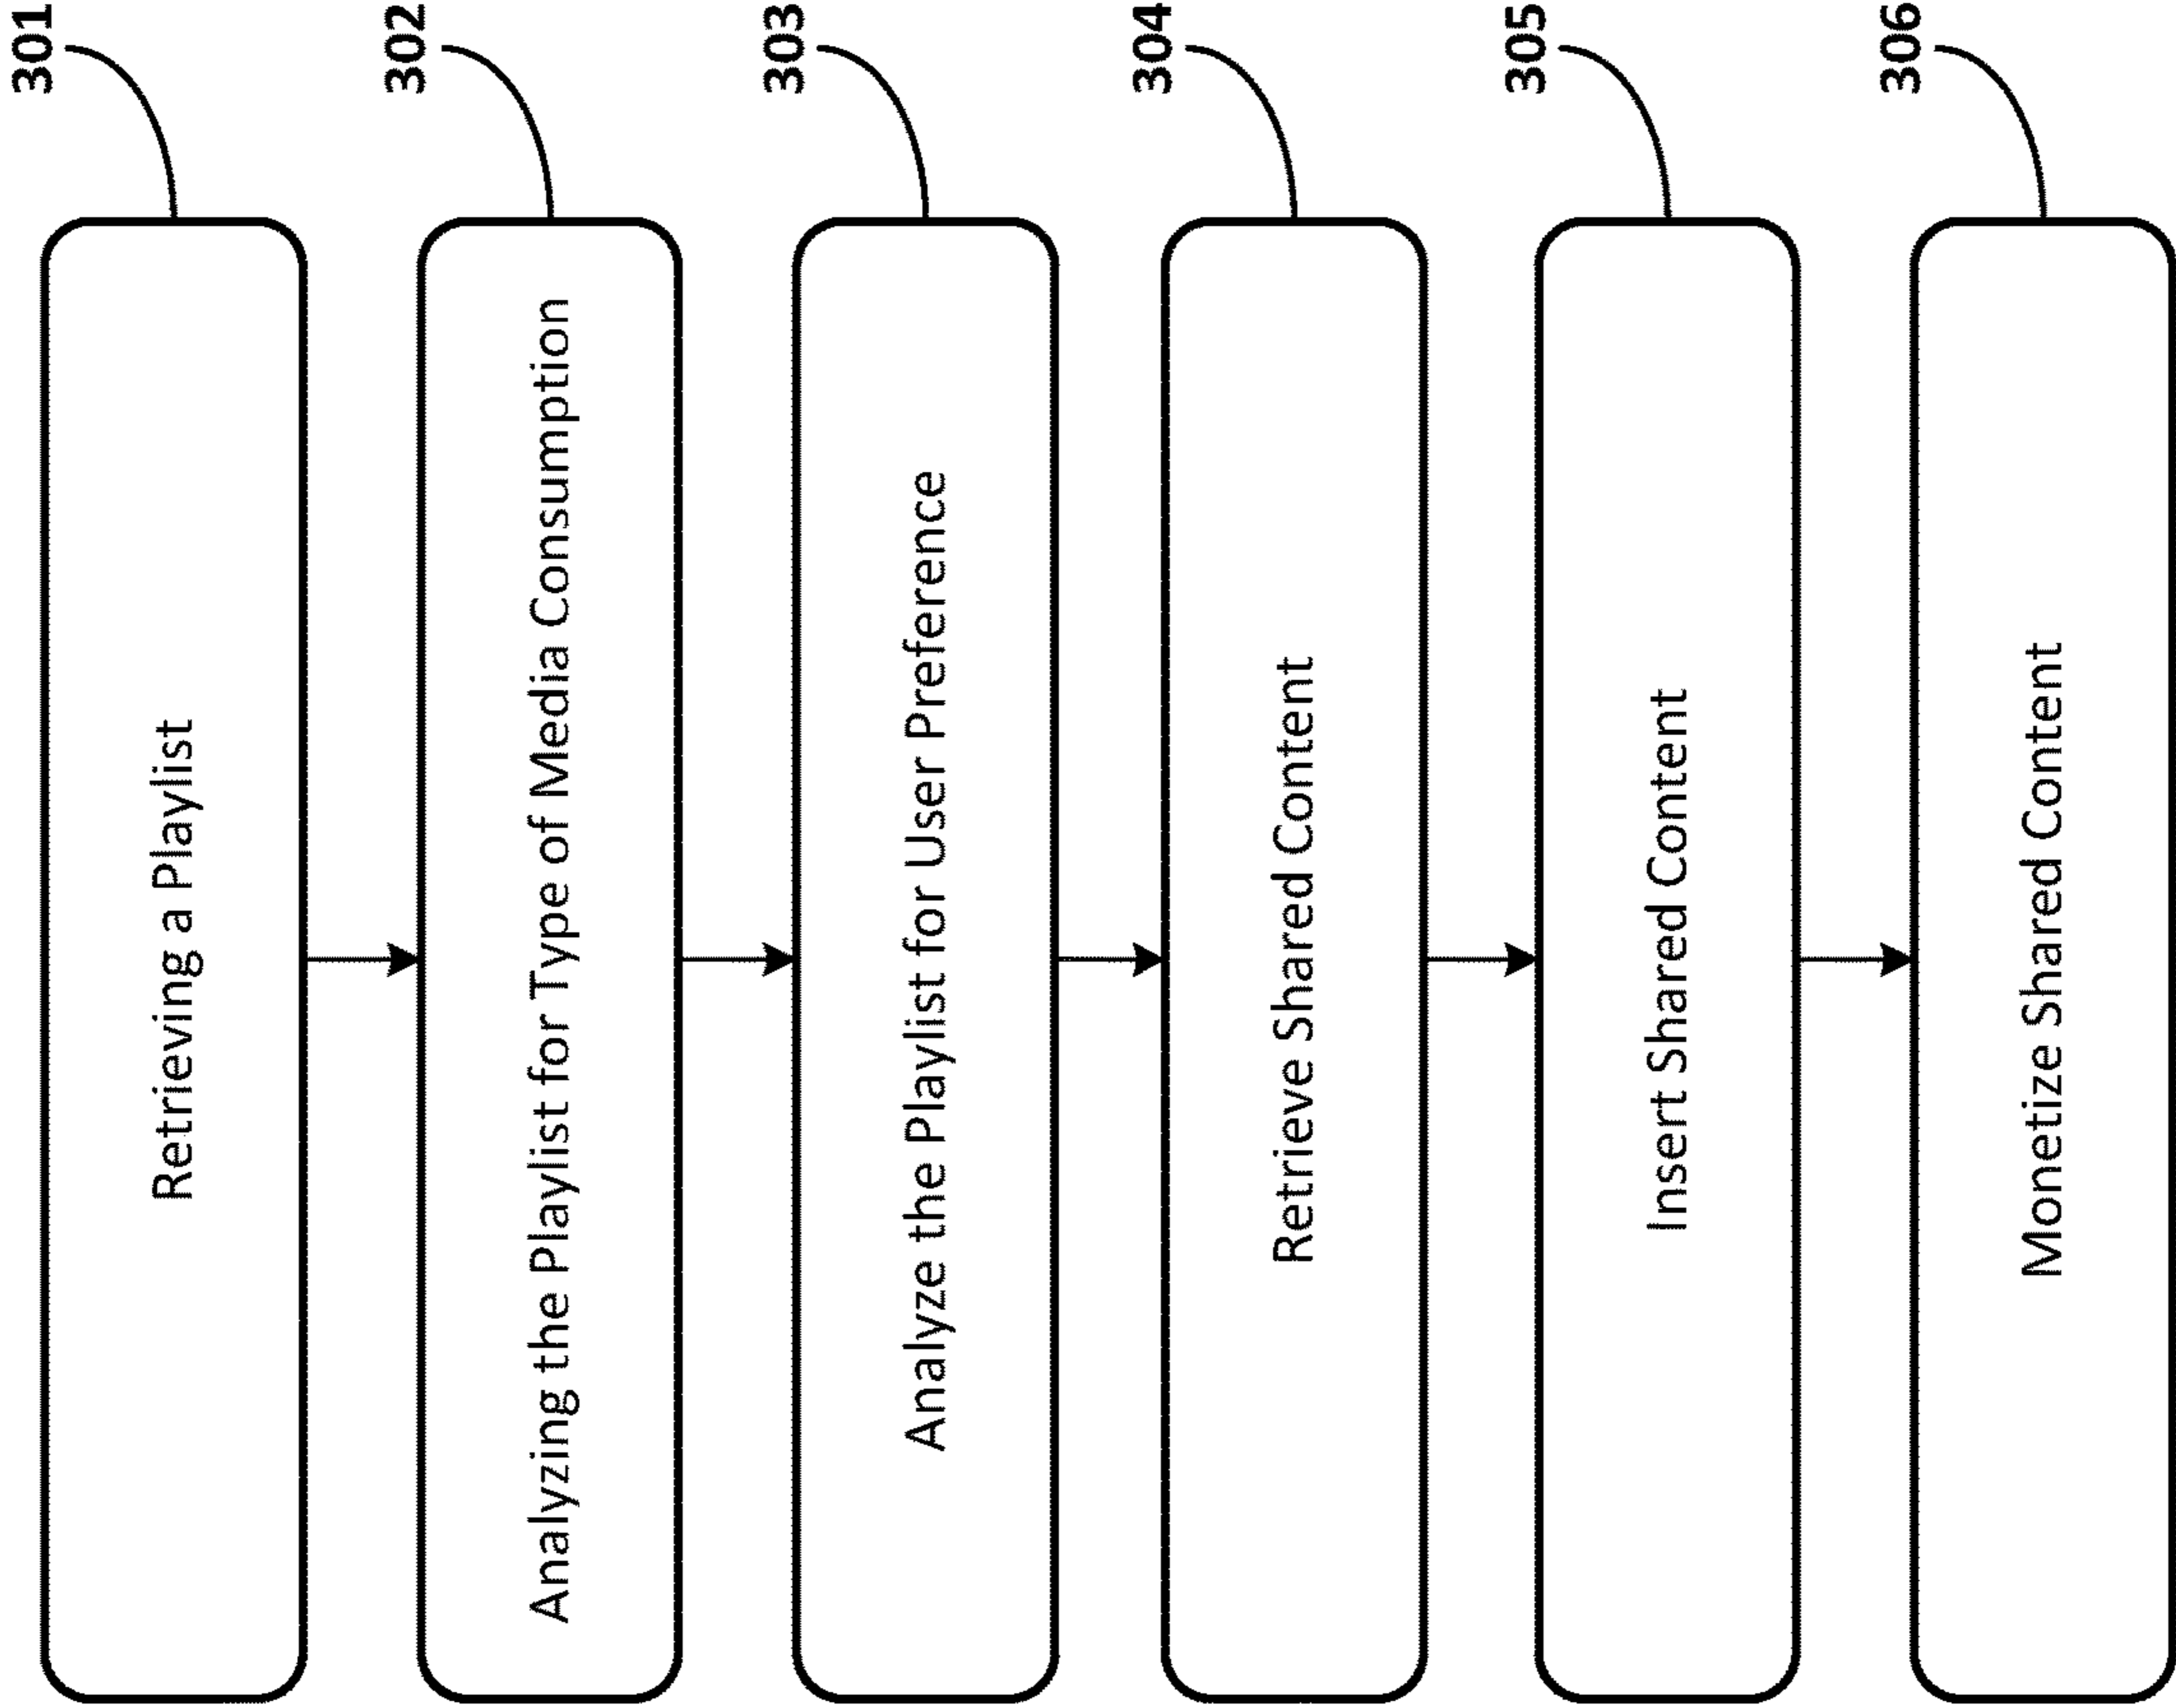 Retrieving a Playlist
301
Analyzing the Playlist for Type of Media Consumption
302
Analyze the Playlist for User Preference
303
Retrieve Shared Content
304
Insert Shared Content
305
Monetize Shared Content
306